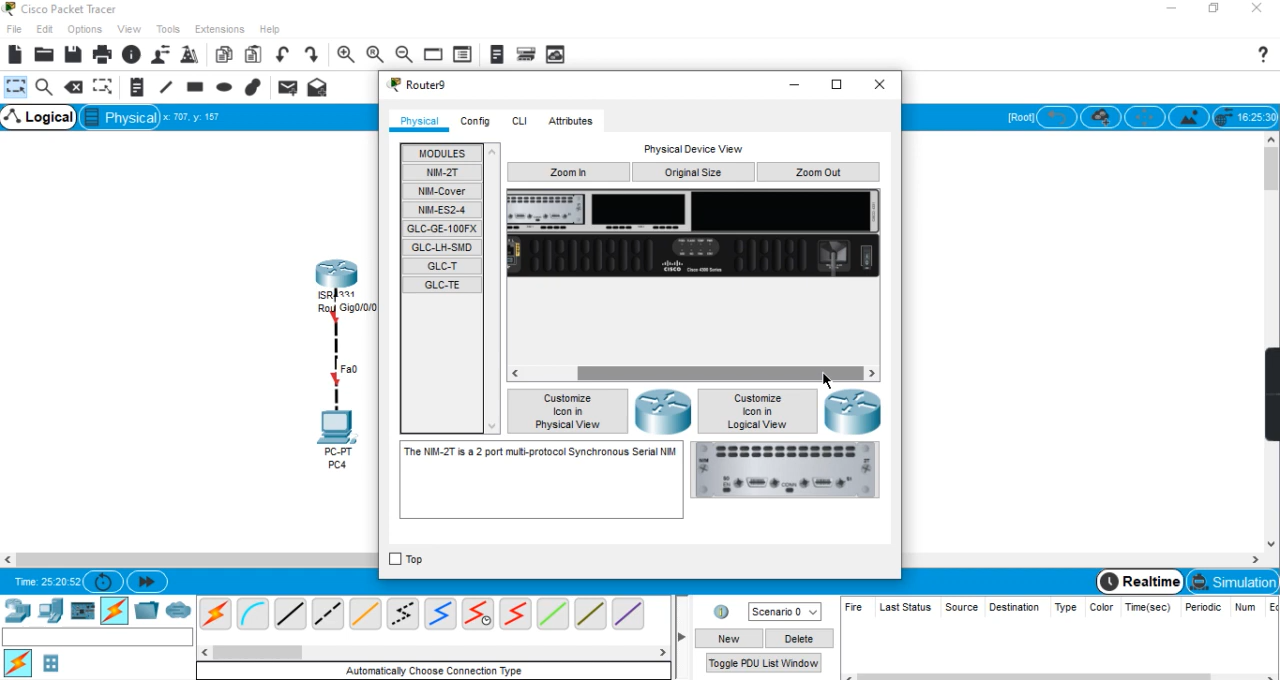 Cisco Packet Tracer
File Edit Options View Tools Extensions Help
?
Logical
Physical x: 707, y: 157
[Root]
16:25:30
Router9
Physical Config CLI Attributes
MODULES
NIM-2T
NIM-Cover
NIM-ES2-4
GLC-GE-100FX
GLC-LH-SMD
GLC-T
GLC-TE
Physical Device View
Zoom In
Original Size
Zoom Out
CISCO
Cisco 4300 Series
Customize
Icon in
Physical View
Customize
Icon in
Logical View
The NIM-2T is a 2 port multi-protocol Synchronous Serial NIM
Top
Gig0/0/0
Fa0
PC-PT
PC4
Time: 25:20:52
Realtime
Simulation
Automatically Choose Connection Type
Scenario 0
New
Delete
Toggle PDU List Window
Fire Last Status Source Destination Type Color Time(sec) Periodic Num